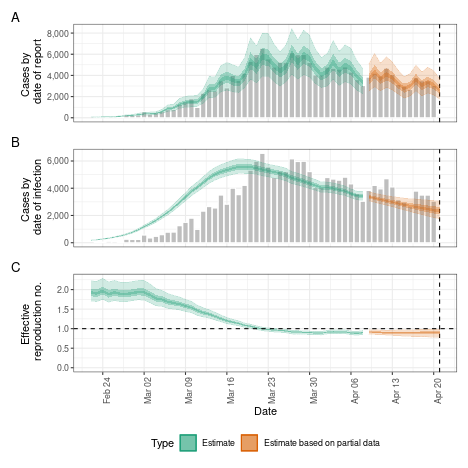 A
Cases by
date of report
8,000
6,000
4,000
2,000
0
B
Cases by
date of infection
6,000
4,000
2,000
0
C
Effective
reproduction no.
2.0
1.5
1.0
0.5
0.0
Feb 24
Mar 02
Mar 09
Mar 16
Mar 23
Mar 30
Apr 06
Apr 13
Apr 20
Date
Type
Estimate
Estimate based on partial data